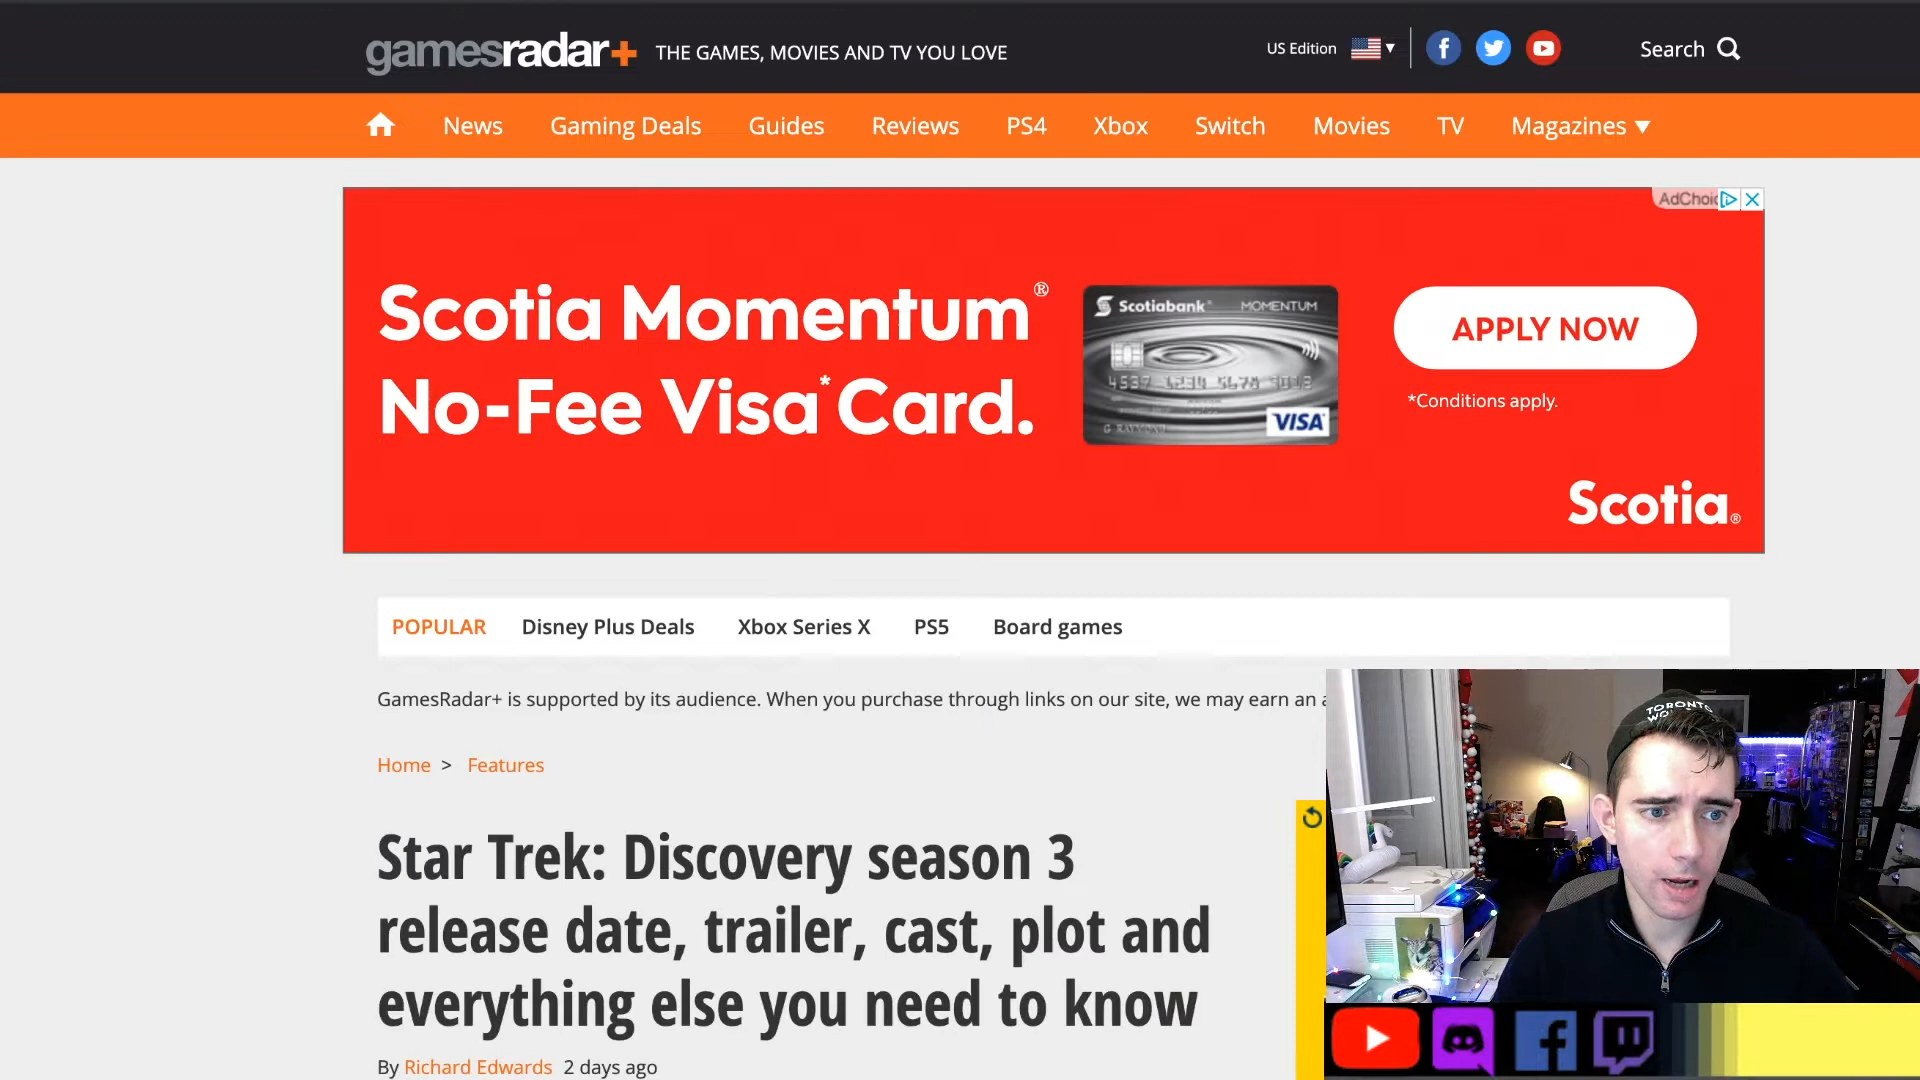 gamesradar+ THE GAMES, MOVIES AND TV YOU LOVE
US Edition
Search
News Gaming Deals Guides Reviews PS4 Xbox Switch Movies TV Magazines
AdChoic
Scotia Momentum®
No-Fee Visa* Card.
Scotiabank® MOMENTUM
VISA
APPLY NOW
*Conditions apply.
Scotia®
POPULAR Disney Plus Deals Xbox Series X PS5 Board games
GamesRadar+ is supported by its audience. When you purchase through links on our site, we may earn an
Home > Features
Star Trek: Discovery season 3
release date, trailer, cast, plot and
everything else you need to know
By Richard Edwards 2 days ago
TORONTO